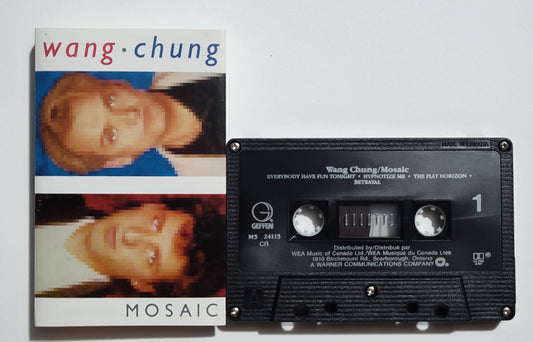 wang · chung
MOSAIC
Wang Chung/Mosaic
EVERYBODY HAVE FUN TONIGHT • HYPNOTIZE ME • THE FLAT HORIZON •
BETRAYAL
GEFFEN
M5 24115
CR
1
Distributed by/Distribué par
WEA Music of Canada Ltd./WEA Musique du Canada Ltée
1810 Birchmount Rd., Scarborough, Ontario
A WARNER COMMUNICATIONS COMPANY
A